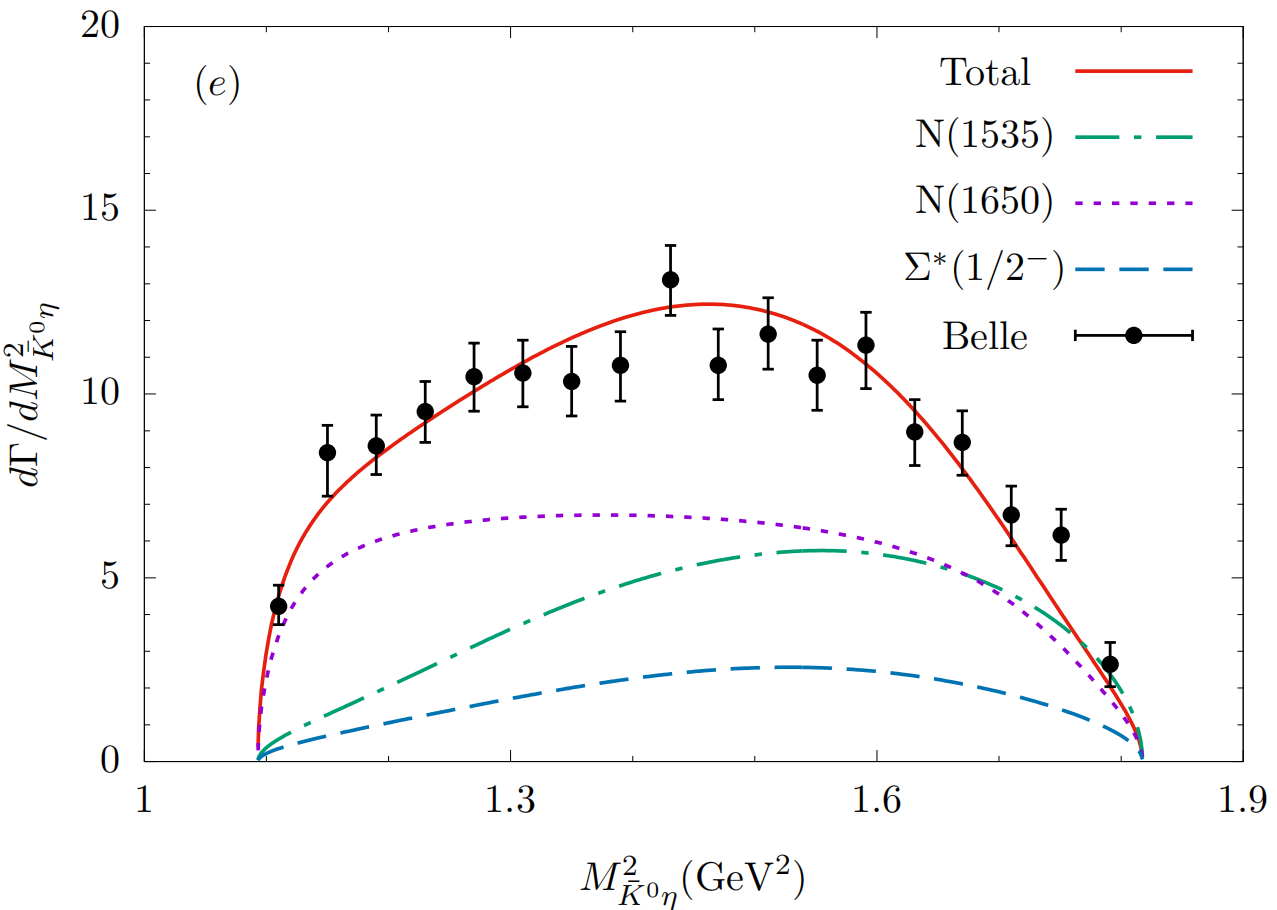 20
15
10
5
0
1
1.3
1.6
1.9
(e)
Total
N(1535)
N(1650)
Σ*(1/2⁻)
Belle
dΓ/dM²_{K̄⁰η}
M²_{K̄⁰η}(GeV²)